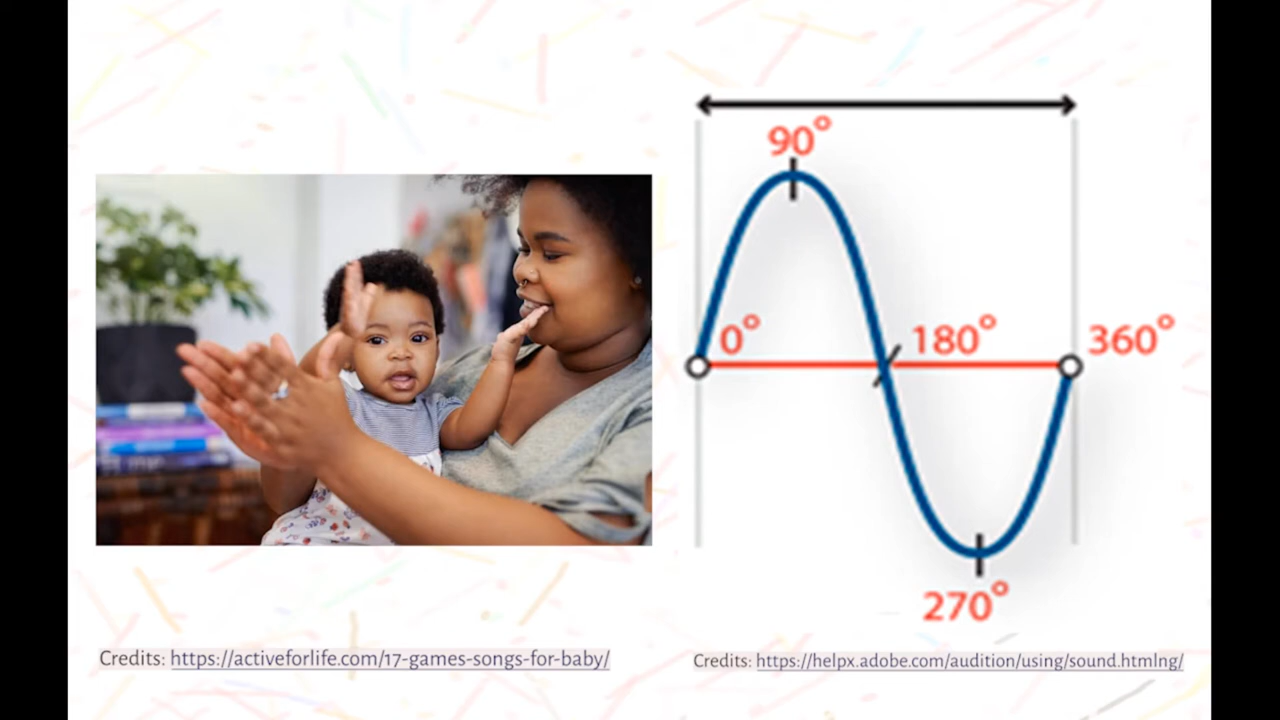 90°
0°
180°
360°
270°
Credits: https://activeforlife.com/17-games-songs-for-baby/
Credits: https://helpx.adobe.com/audition/using/sound.htmlng/